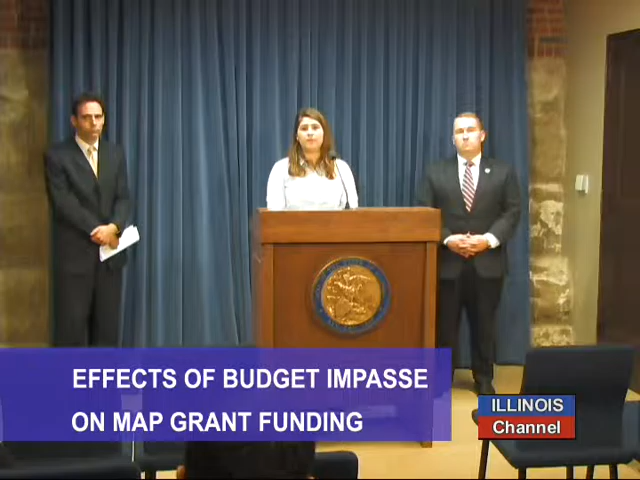 EFFECTS OF BUDGET IMPASSE
ON MAP GRANT FUNDING
ILLINOIS
Channel